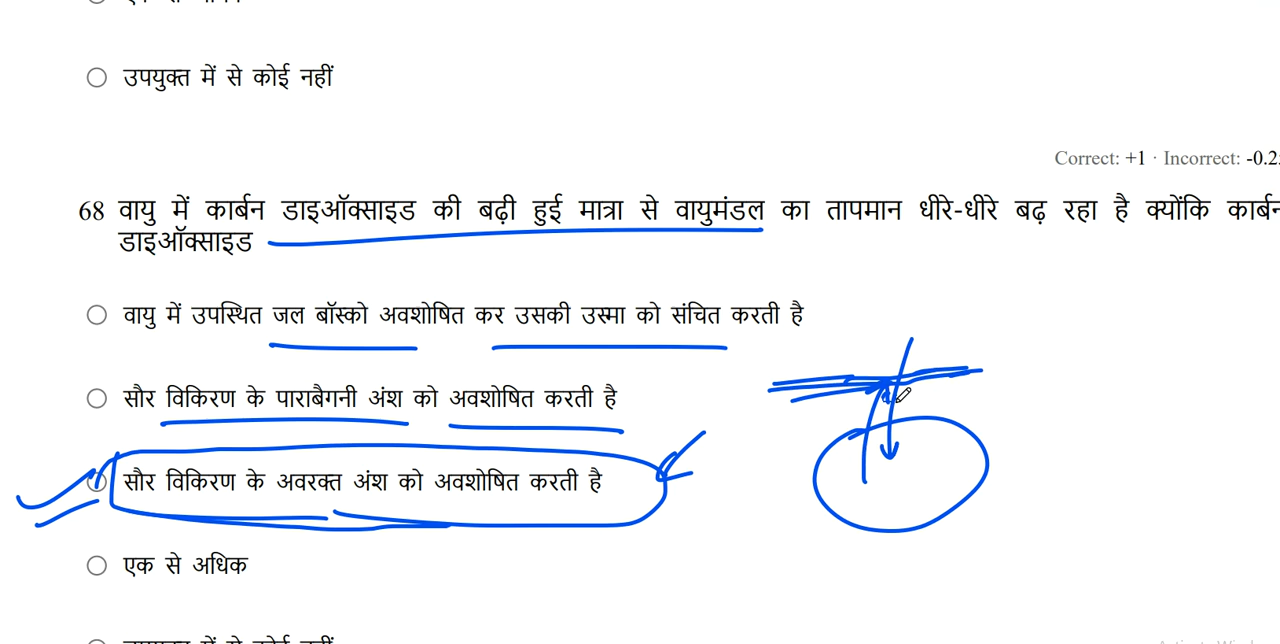 उपयुक्त में से कोई नहीं
Correct: +1 · Incorrect: -0.2
68 वायु में कार्बन डाइऑक्साइड की बढ़ी हुई मात्रा से वायुमंडल का तापमान धीरे-धीरे बढ़ रहा है क्योंकि कार्बन
डाइऑक्साइड
वायु में उपस्थित जल बॉस्को अवशोषित कर उसकी उस्मा को संचित करती है
सौर विकिरण के पाराबैगनी अंश को अवशोषित करती है
सौर विकिरण के अवरक्त अंश को अवशोषित करती है
एक से अधिक